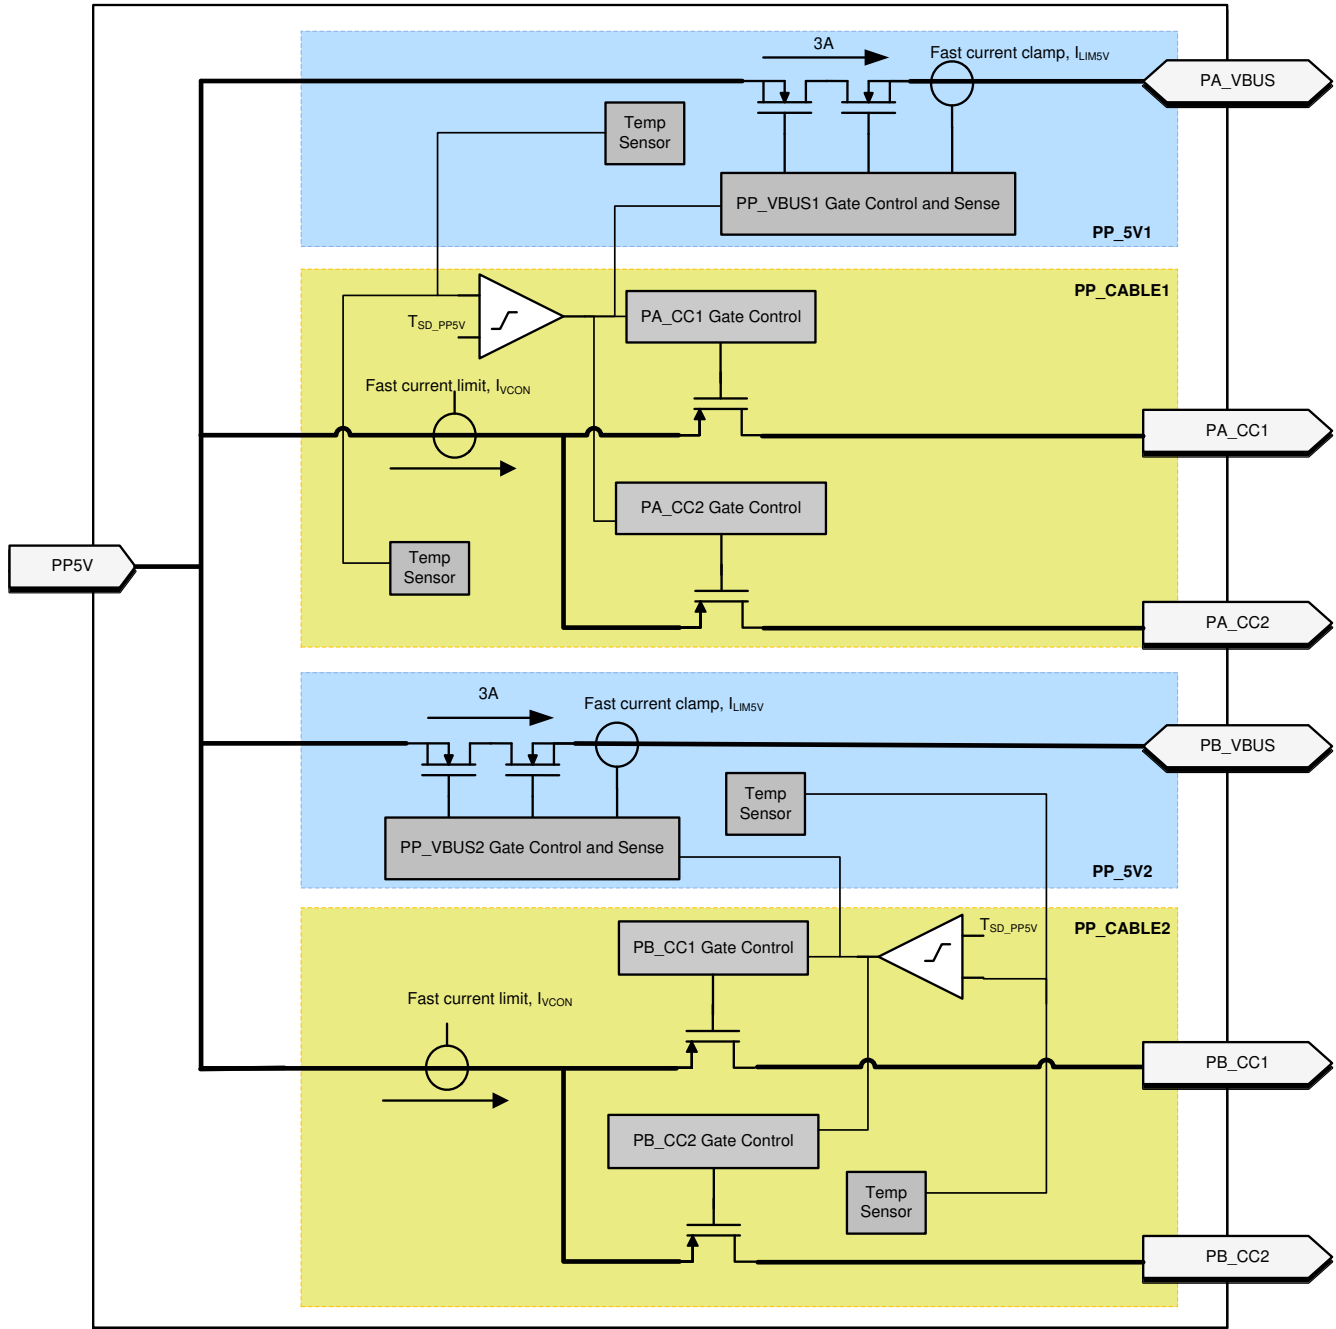 3A
Fast current clamp, ILIM5V
PA_VBUS
Temp
Sensor
PP_VBUS1 Gate Control and Sense
PP_5V1
PP_CABLE1
PA_CC1 Gate Control
TSD_PP5V
Fast current limit, IVCON
PA_CC1
PA_CC2 Gate Control
PP5V
Temp
Sensor
PA_CC2
3A
Fast current clamp, ILIM5V
PB_VBUS
Temp
Sensor
PP_VBUS2 Gate Control and Sense
PP_5V2
PP_CABLE2
TSD_PP5V
PB_CC1 Gate Control
Fast current limit, IVCON
PB_CC1
PB_CC2 Gate Control
Temp
Sensor
PB_CC2